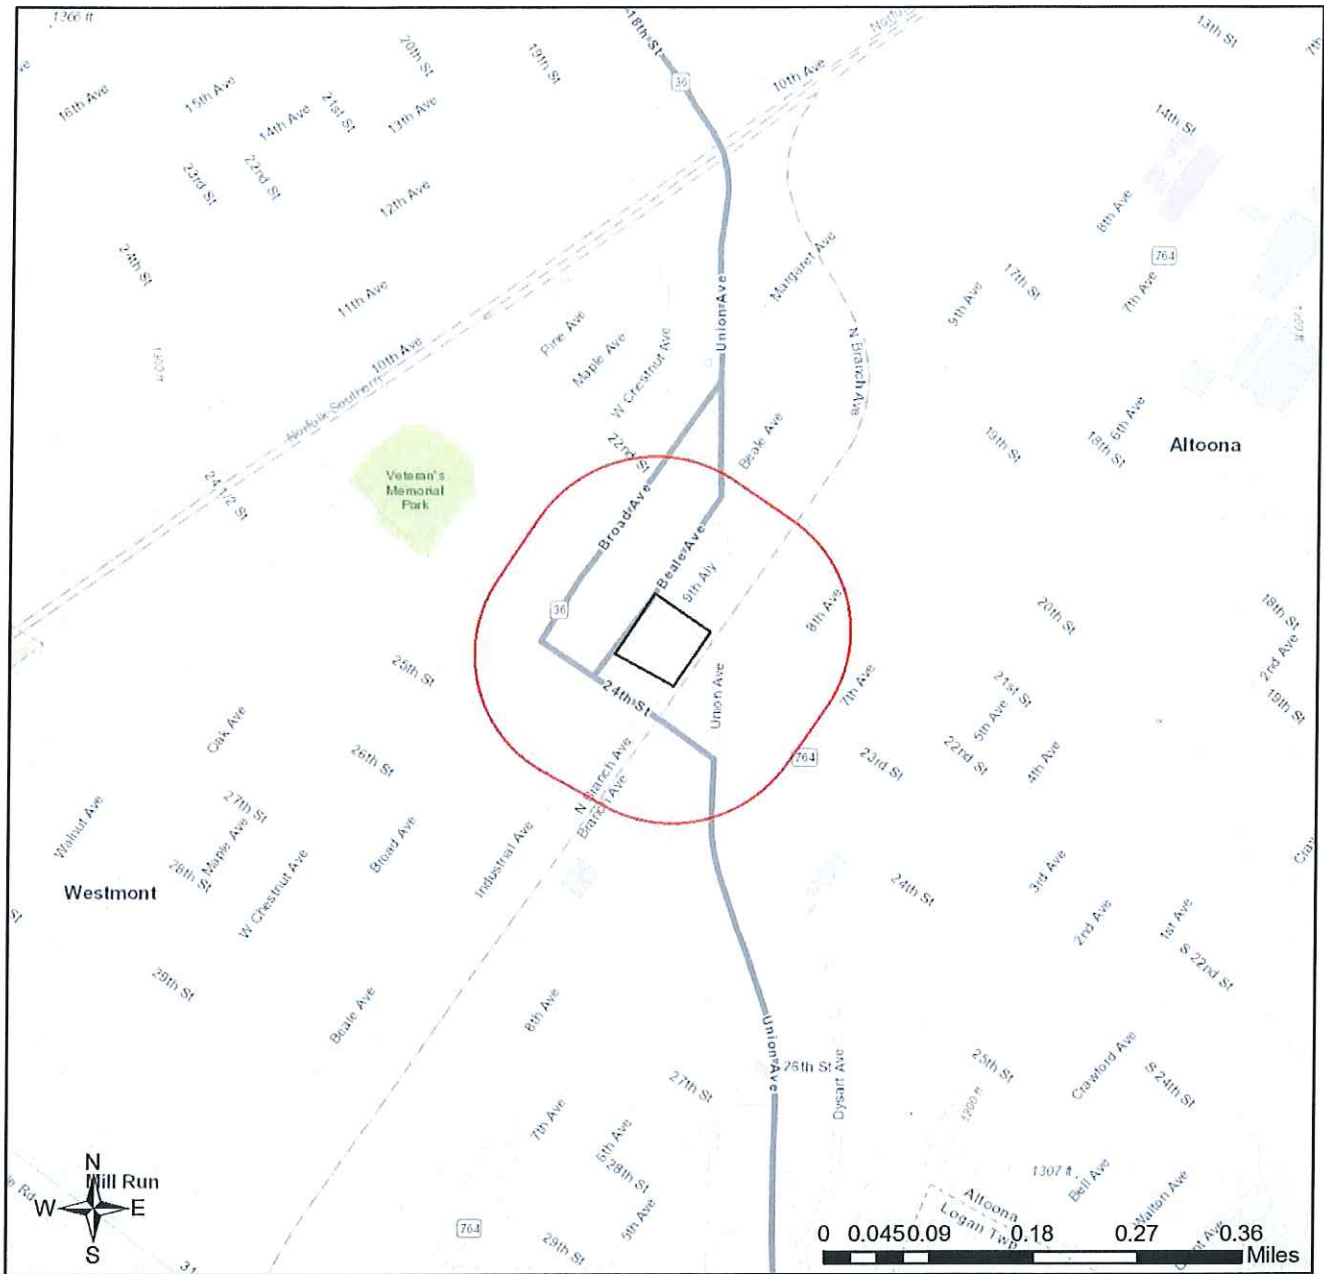 1366 ft
18th St
36
20th St
19th St
13th St
16th Ave
15th Ave
14th Ave
21st St
13th Ave
10th Ave
14th St
23rd St
22nd St
12th Ave
8th Ave
764
24th St
11th Ave
Margaret Ave
17th St
9th Ave
7th Ave
Union Ave
Pine Ave
Maple Ave
W Chestnut Ave
N Branch Ave
10th Ave
Norfolk Southern
Beale Ave
19th St
18th St
6th Ave
Altoona
22nd St
Veteran's
Memorial
Park
24 1/2 St
Broad Ave
Beale Ave
9th Aly
36
8th Ave
20th St
18th St
2nd Ave
19th St
25th St
24th St
Union Ave
7th Ave
21st St
5th Ave
22nd St
4th Ave
764
23rd St
Oak Ave
26th St
N Branch Ave
Branch Ave
27th St
Walnut Ave
Maple Ave
28th St
W Chestnut Ave
Broad Ave
Industrial Ave
Westmont
24th St
3rd Ave
2nd Ave
1st Ave
S 22nd St
29th St
Beale Ave
8th Ave
Union Ave
26th St
Dysart Ave
27th St
25th St
Crawford Ave
S 24th St
1200 ft
7th Ave
6th Ave
28th St
5th Ave
29th St
1307 ft
Bell Ave
Walton Ave
Altoona
Logan Twp
Mill Run
N
W
E
S
764
31
0 0.045 0.09 0.18 0.27 0.36
Miles